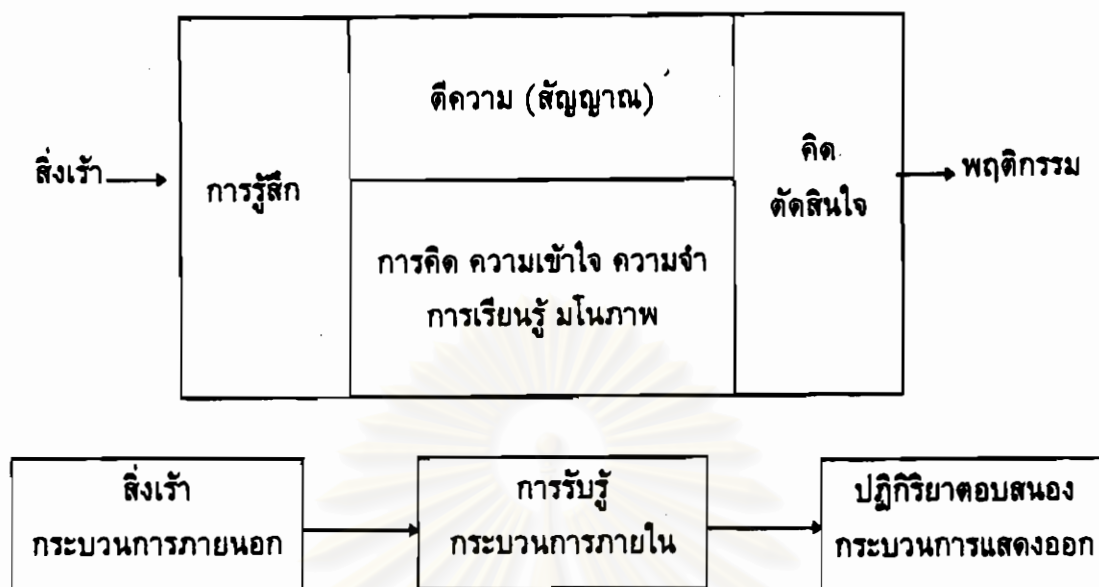 ตีความ (สัญญาณ)
สิ่งเร้า
การรู้สึก
คิด
ตัดสินใจ
พฤติกรรม
การคิด ความเข้าใจ ความจำ
การเรียนรู้ มโนภาพ
สิ่งเร้า
กระบวนการภายนอก
การรับรู้
กระบวนการภายใน
ปฏิกิริยาตอบสนอง
กระบวนการแสดงออก